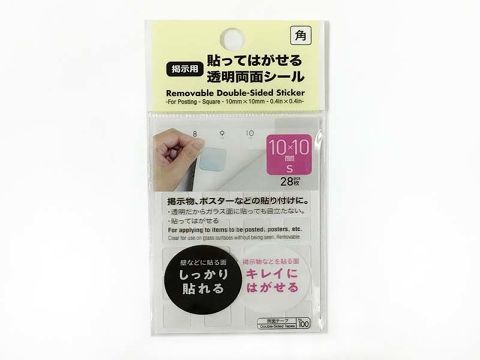 角
掲示用
貼ってはがせる
透明両面シール
Removable Double-Sided Sticker
-For Posting・Square・10mm×10mm・0.4in×0.4in-
8 9 10
10×10
mm
S
28pcs枚
掲示物、ポスターなどの貼り付けに。
・透明だからガラス面に貼っても目立たない。
・貼ってはがせる
For applying to items to be posted, posters, etc.
Clear for use on glass surfaces without being seen. Removable.
壁などに貼る面
しっかり
貼れる
掲示物などを貼る面
キレイに
はがせる
両面テープ
Double-Sided Tapes
No.100